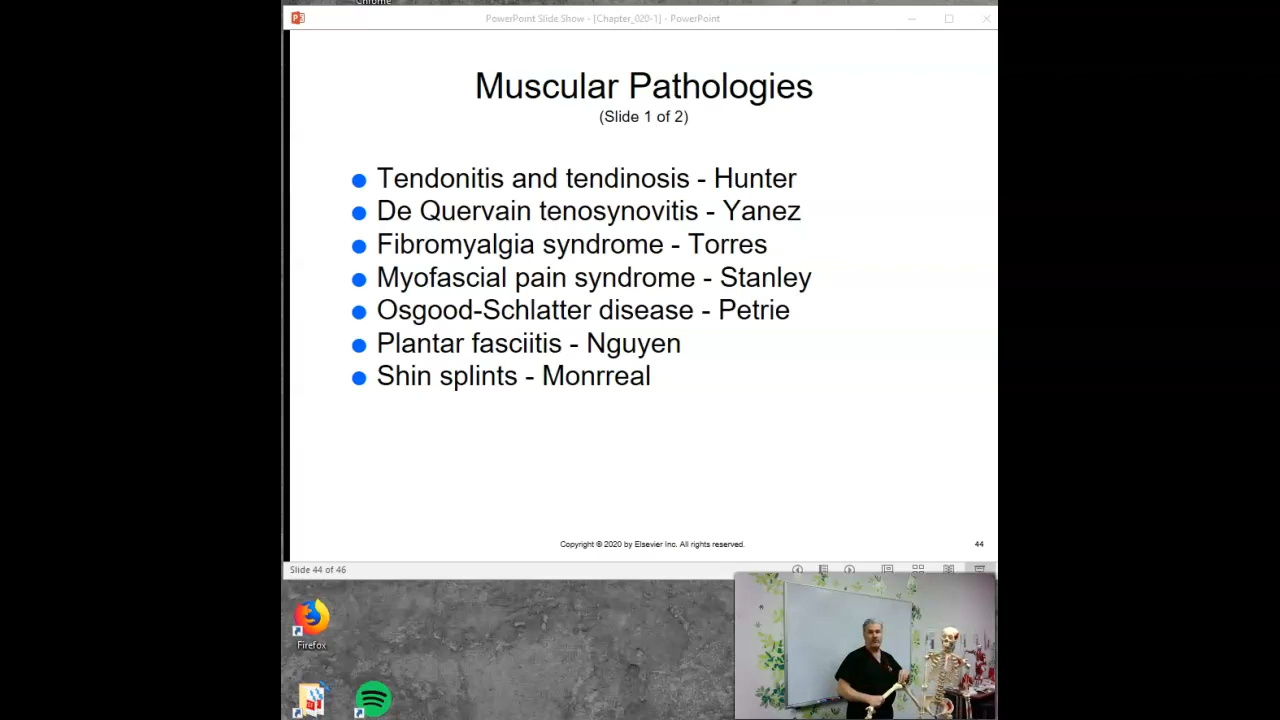 Chrome
PowerPoint Slide Show - [Chapter_020-1] - PowerPoint
Muscular Pathologies
(Slide 1 of 2)
Tendonitis and tendinosis - Hunter
De Quervain tenosynovitis - Yanez
Fibromyalgia syndrome - Torres
Myofascial pain syndrome - Stanley
Osgood-Schlatter disease - Petrie
Plantar fasciitis - Nguyen
Shin splints - Monrreal
Copyright © 2020 by Elsevier Inc. All rights reserved.
44
Slide 44 of 46
Firefox